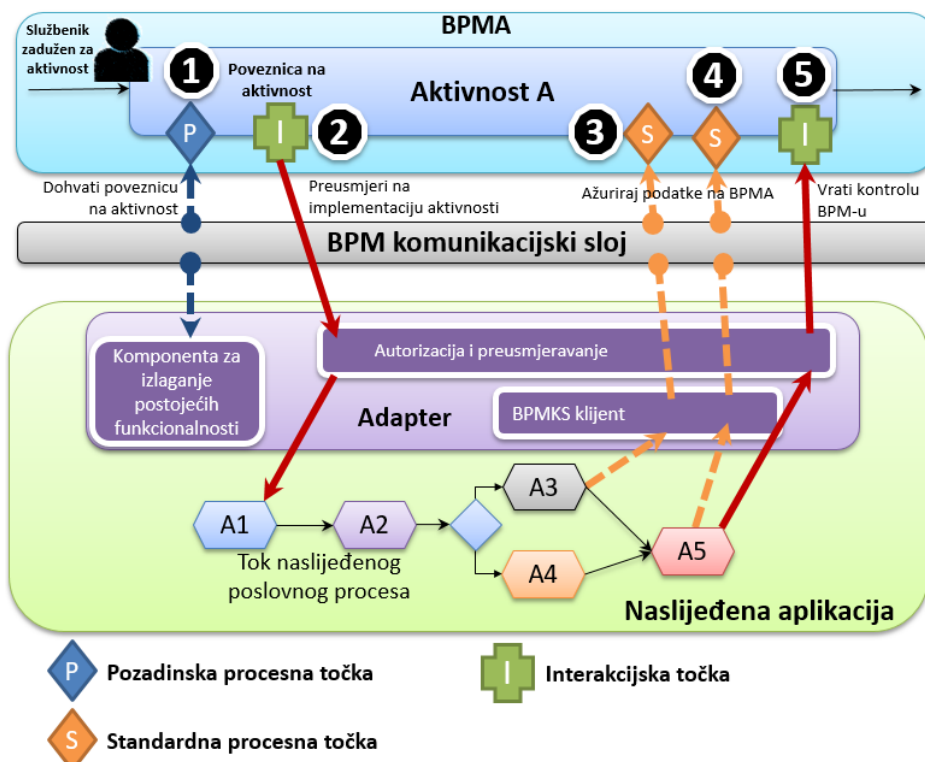 BPMA
Službenik
zadužen za
aktivnost
1
Poveznica na
aktivnost
Aktivnost A
4
5
P
I
2
3
S
S
I
Dohvati poveznicu
na aktivnost
Preusmjeri na
implementaciju aktivnosti
Ažuriraj podatke na BPMA
Vrati kontrolu
BPM-u
BPM komunikacijski sloj
Komponenta za
izlaganje
postojećih
funkcionalnosti
Autorizacija i preusmjeravanje
Adapter
BPMKS klijent
A1
A2
A3
A4
A5
Tok naslijeđenog
poslovnog procesa
Naslijeđena aplikacija
P
Pozadinska procesna točka
I
Interakcijska točka
S
Standardna procesna točka